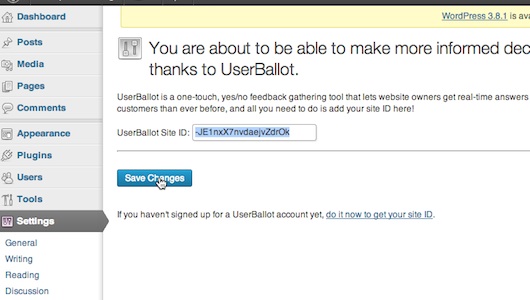 Dashboard
Posts
Media
Pages
Comments
Appearance
Plugins
Users
Tools
Settings
General
Writing
Reading
Discussion
WordPress 3.8.1 is ava
You are about to be able to make more informed dec
thanks to UserBallot.
UserBallot is a one-touch, yes/no feedback gathering tool that lets website owners get real-time answers
customers than ever before, and all you need to do is add your site ID here!
UserBallot Site ID: -JE1nxX7nvdaejvZdrOk
Save Changes
If you haven't signed up for a UserBallot account yet, do it now to get your site ID.